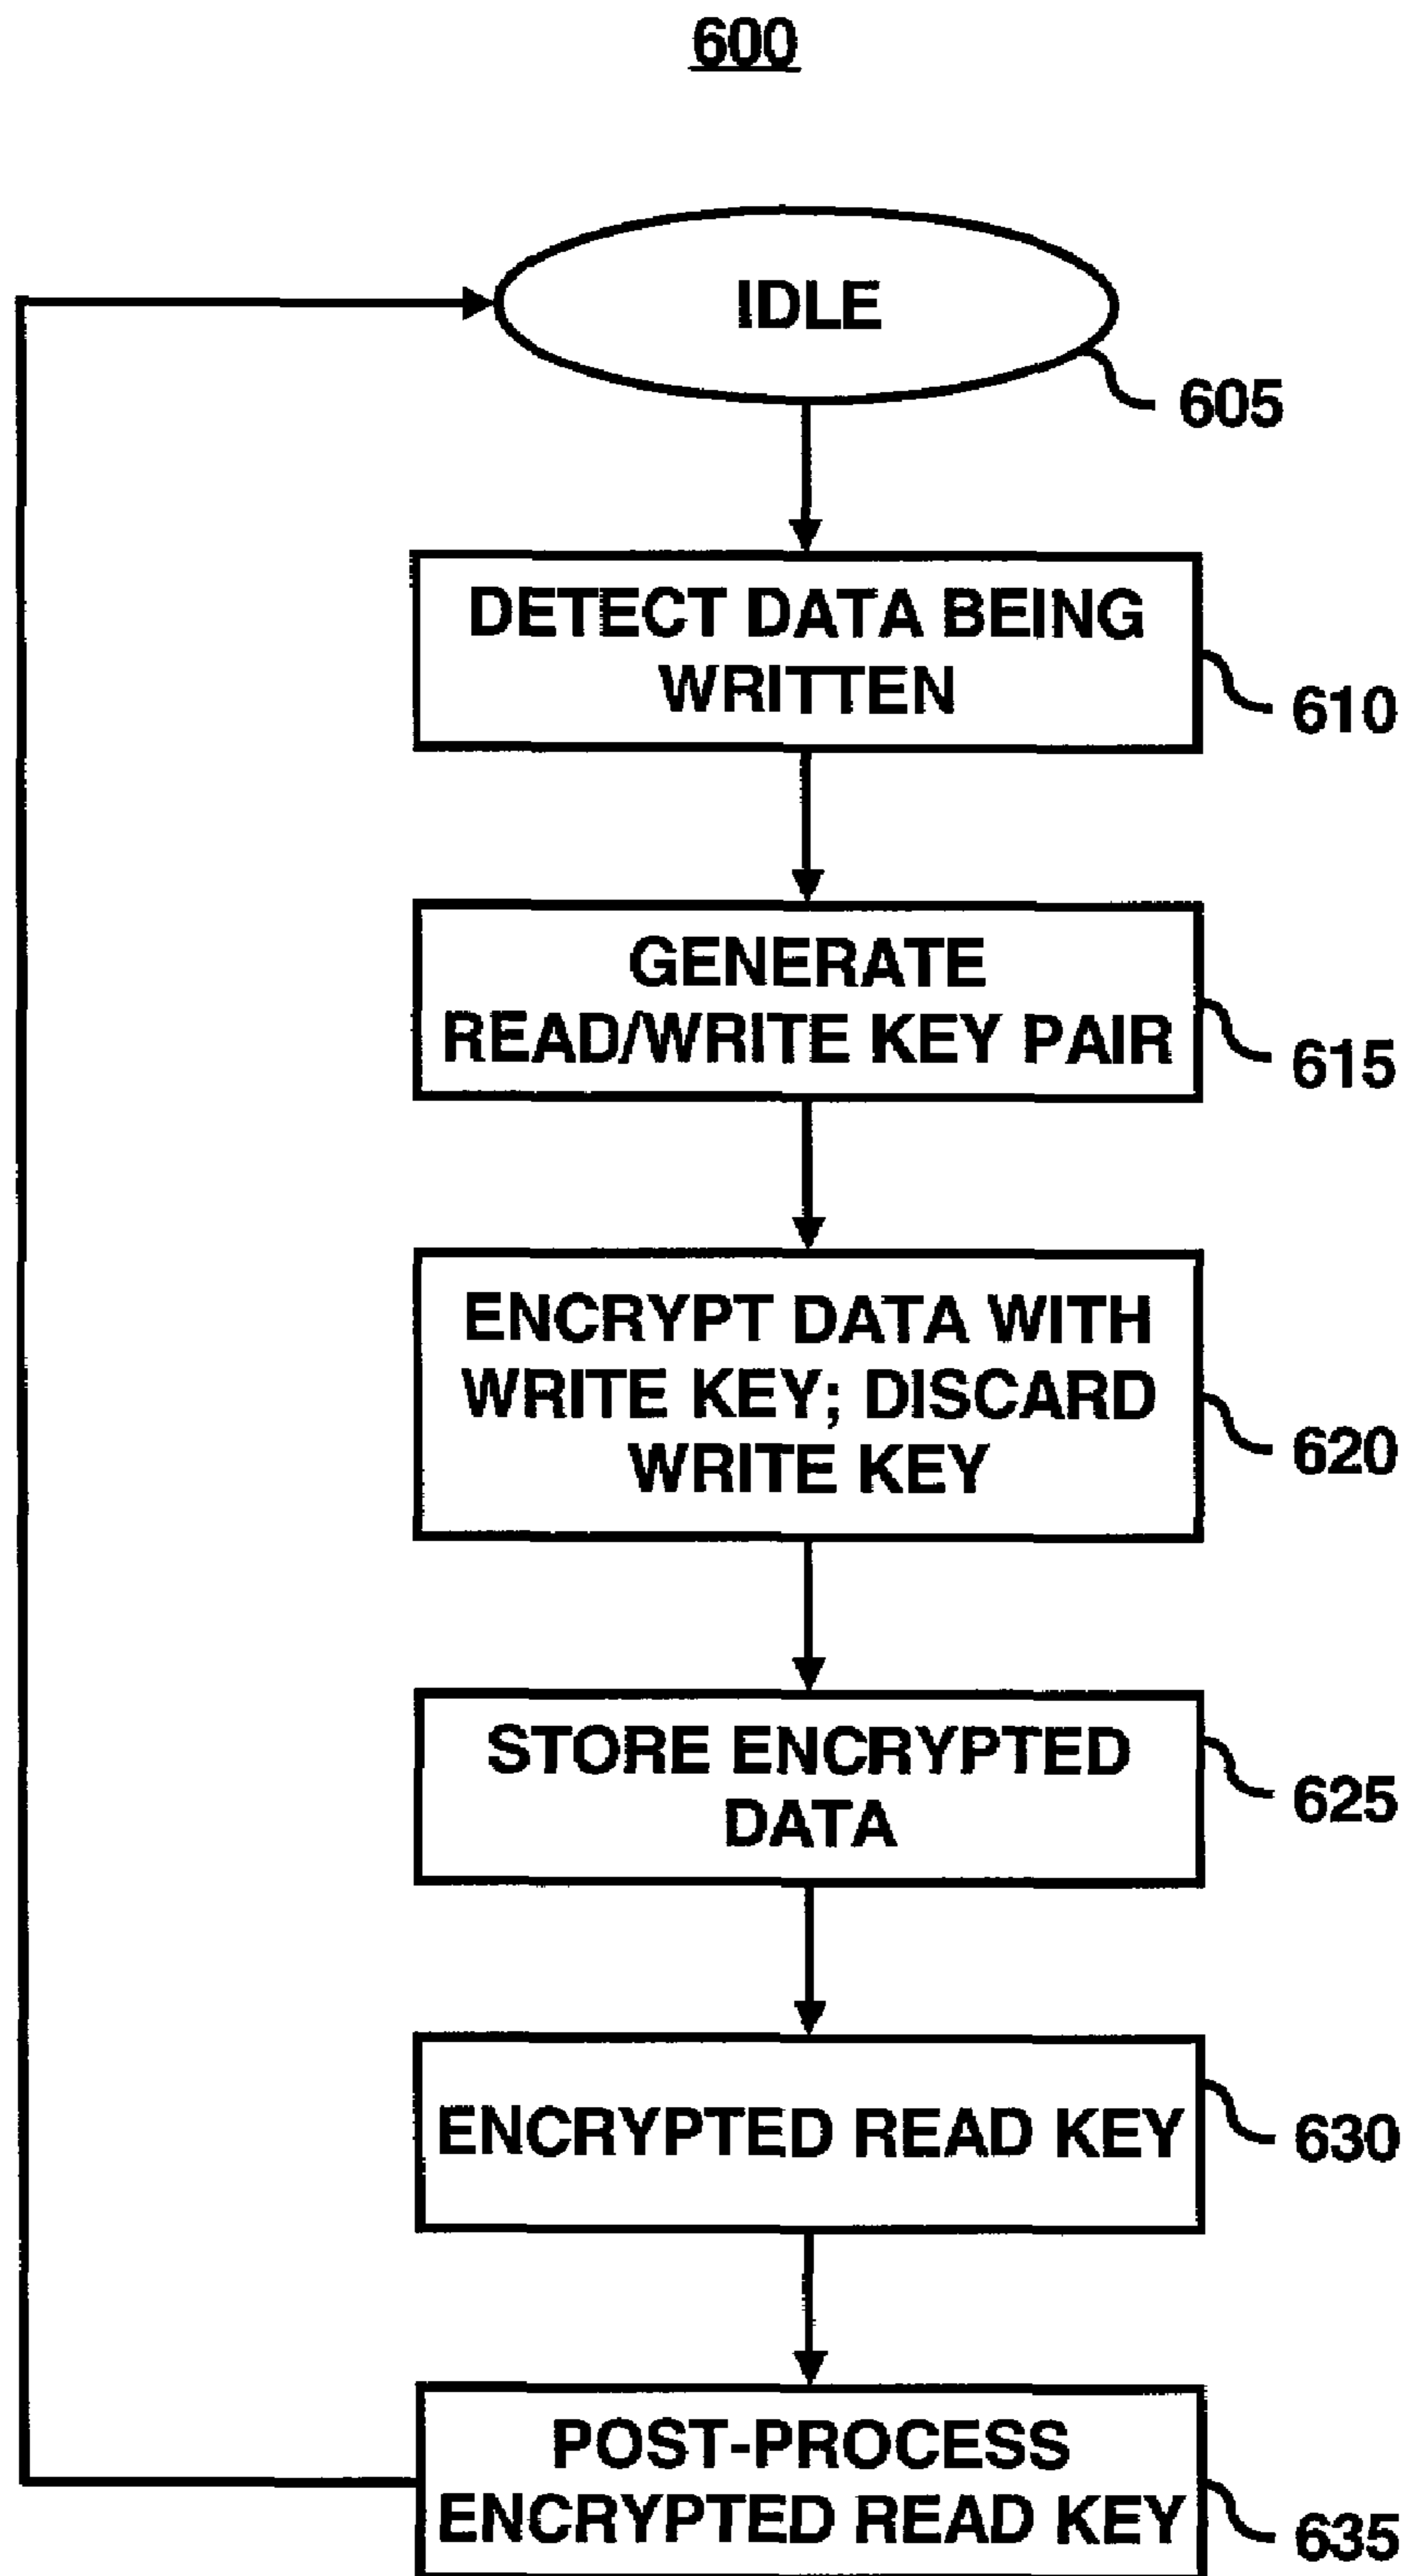 600
IDLE
605
DETECT DATA BEING
WRITTEN
610
GENERATE
READ/WRITE KEY PAIR
615
ENCRYPT DATA WITH
WRITE KEY; DISCARD
WRITE KEY
620
STORE ENCRYPTED
DATA
625
ENCRYPTED READ KEY
630
POST-PROCESS
ENCRYPTED READ KEY
635